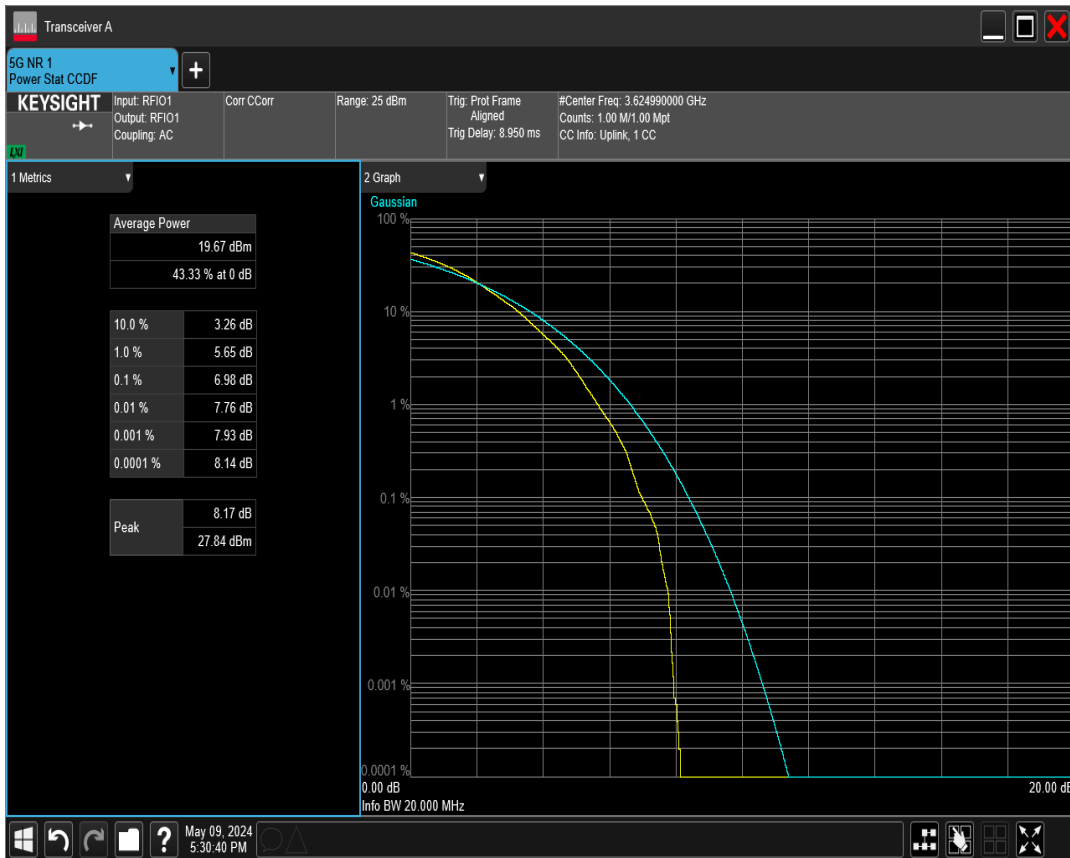 Transceiver A
5G NR 1
Power Stat CCDF
+
KEYSIGHT
LXI
Input: RFIO1
Output: RFIO1
Coupling: AC
Corr CCorr
Range: 25 dBm
Trig: Prot Frame
Aligned
Trig Delay: 8.950 ms
#Center Freq: 3.624990000 GHz
Counts: 1.00 M/1.00 Mpt
CC Info: Uplink, 1 CC
1 Metrics
Average Power
19.67 dBm
43.33 % at 0 dB
10.0 % 3.26 dB
1.0 % 5.65 dB
0.1 % 6.98 dB
0.01 % 7.76 dB
0.001 % 7.93 dB
0.0001 % 8.14 dB
Peak
8.17 dB
27.84 dBm
2 Graph
Gaussian
100 %
10 %
1 %
0.1 %
0.01 %
0.001 %
0.0001 %
0.00 dB 20.00 dB
Info BW 20.000 MHz
?
May 09, 2024
5:30:40 PM